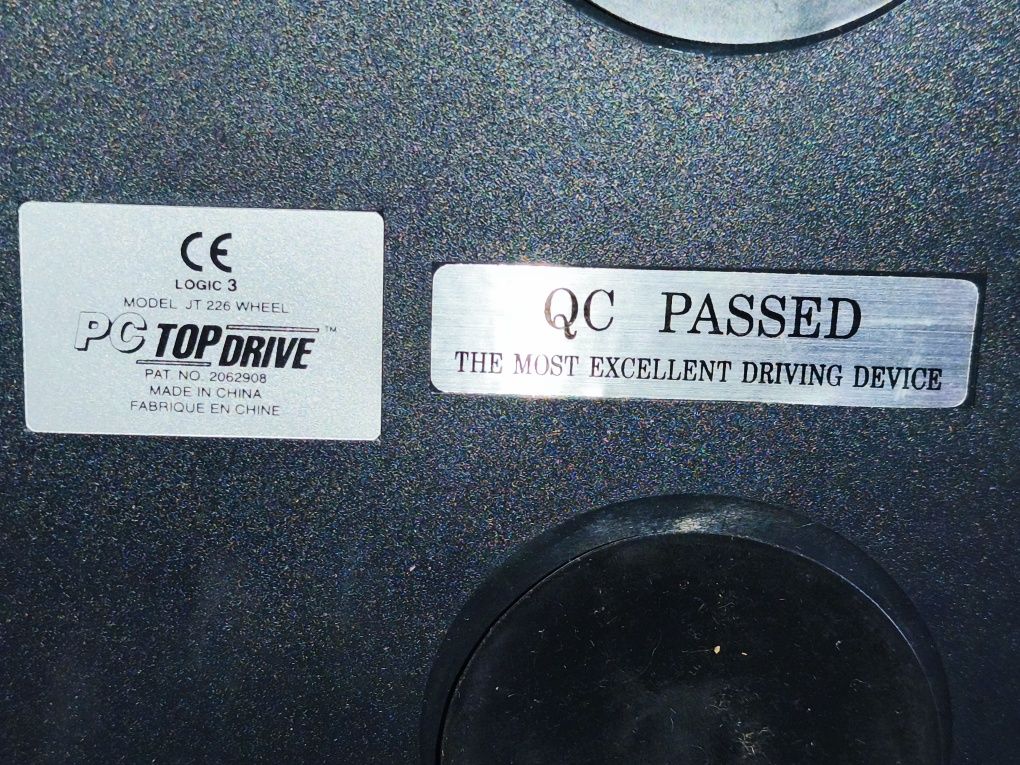 CE
LOGIC 3
MODEL JT 226 WHEEL
PC TOP DRIVE™
PAT. NO. 2062908
MADE IN CHINA
FABRIQUE EN CHINE
QC PASSED
THE MOST EXCELLENT DRIVING DEVICE